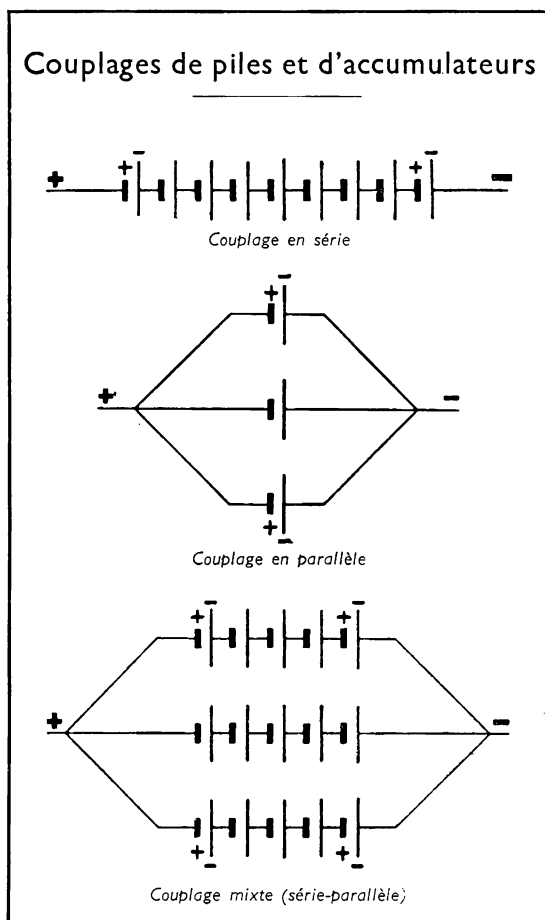 Couplages de piles et d'accumulateurs
+ - + -
+ -
Couplage en série
+ -
+ -
+ -
Couplage en parallèle
+ - + -
+ -
+ - + -
Couplage mixte (série-parallèle)